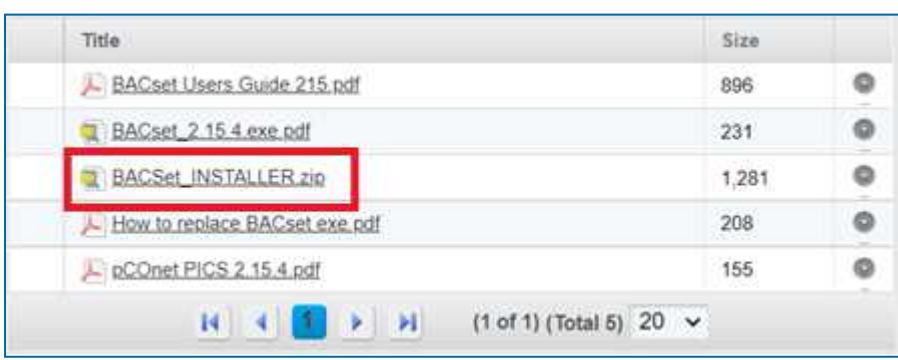 Title Size
BACset Users Guide 215.pdf 896
BACset_2.15.4.exe.pdf 231
BACSet_INSTALLER.zip 1,281
How to replace BACset exe.pdf 208
pCOnet PICS 2.15.4.pdf 155
1 (1 of 1) (Total 5) 20